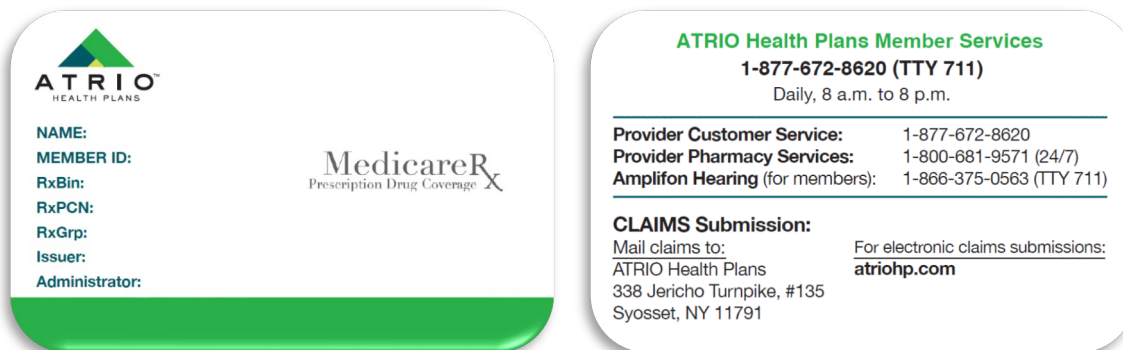 ATRIO™
HEALTH PLANS
NAME:
MEMBER ID:
RxBin:
RxPCN:
RxGrp:
Issuer:
Administrator:
MedicareRx
Prescription Drug Coverage
ATRIO Health Plans Member Services
1-877-672-8620 (TTY 711)
Daily, 8 a.m. to 8 p.m.
Provider Customer Service: 1-877-672-8620
Provider Pharmacy Services: 1-800-681-9571 (24/7)
Amplifon Hearing (for members): 1-866-375-0563 (TTY 711)
CLAIMS Submission:
Mail claims to:
ATRIO Health Plans
338 Jericho Turnpike, #135
Syosset, NY 11791
For electronic claims submissions:
atriohp.com